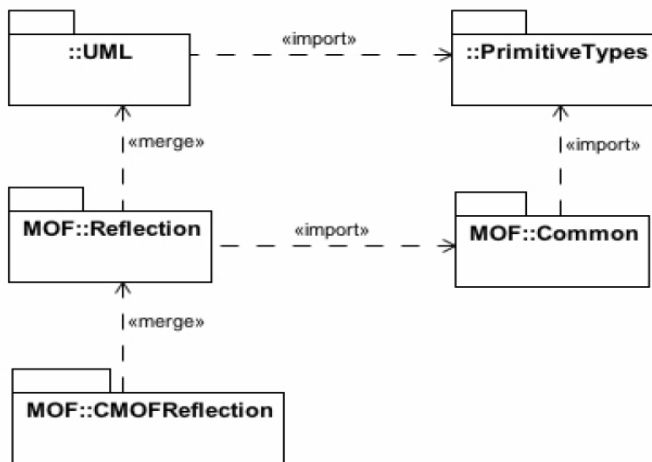 «import»
::UML
::PrimitiveTypes
«merge»
«import»
MOF::Reflection
MOF::Common
«import»
«merge»
MOF::CMOFReflection